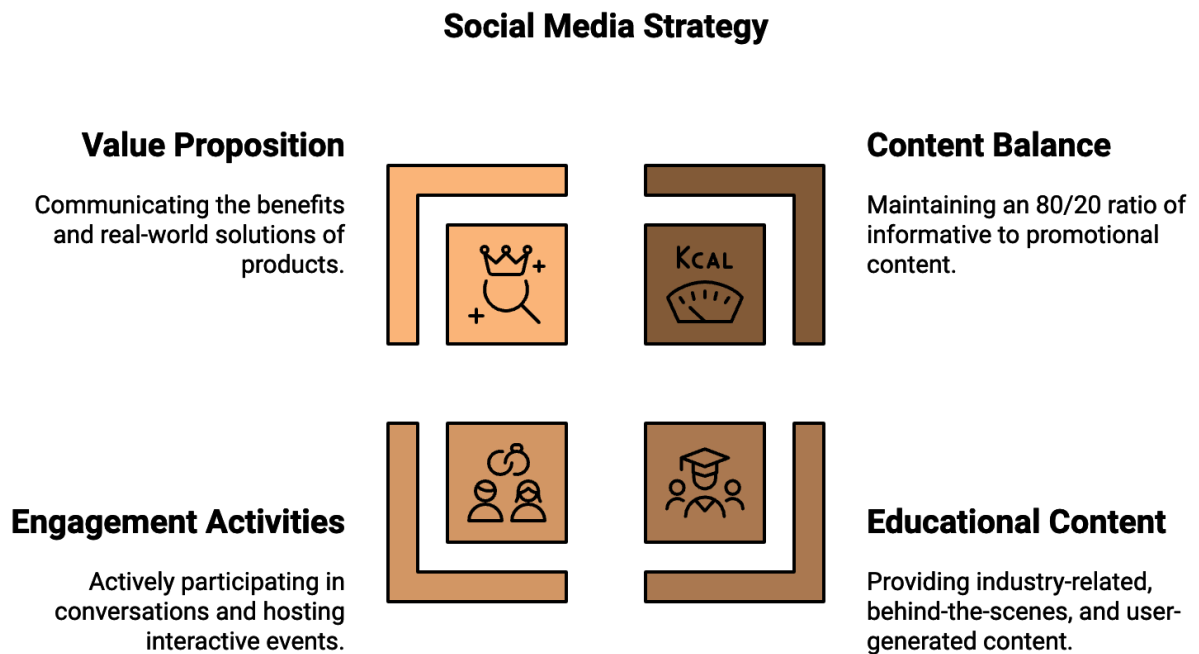 Social Media Strategy
Value Proposition
Communicating the benefits
and real-world solutions of
products.
Content Balance
Maintaining an 80/20 ratio of
informative to promotional
content.
KCAL
Engagement Activities
Actively participating in
conversations and hosting
interactive events.
Educational Content
Providing industry-related,
behind-the-scenes, and user-
generated content.